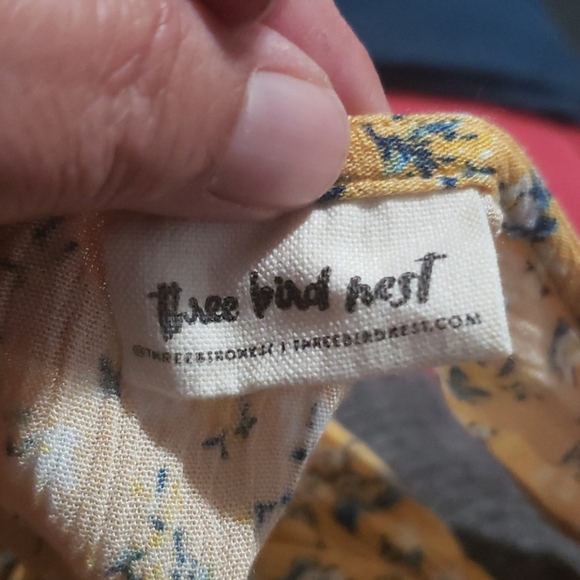 three bird nest
@THREEBIRDNEST | THREEBIRDNEST.COM